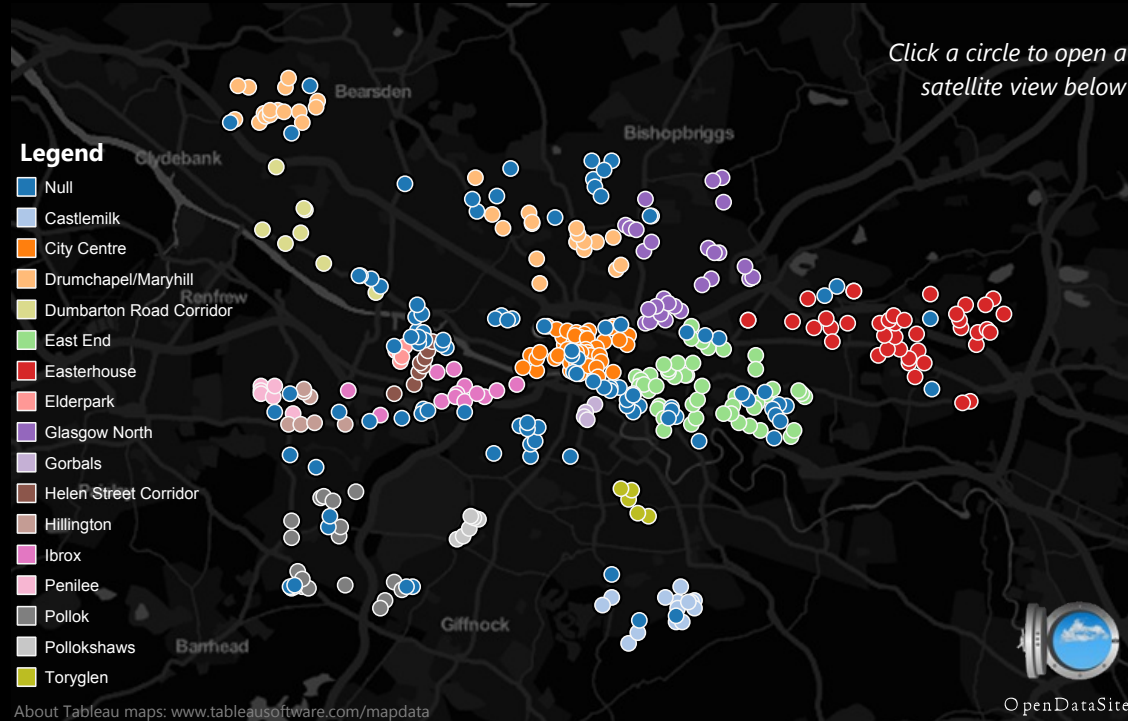 Click a circle to open a
satellite view below
Bearsden
Bishopbriggs
Clydebank
Legend
Null
Castlemilk
City Centre
Drumchapel/Maryhill
Renfrew
Dumbarton Road Corridor
East End
Easterhouse
Elderpark
Glasgow North
Gorbals
Helen Street Corridor
Hillington
Ibrox
Penilee
Pollok
Giffnock
Pollokshaws
Barrhead
Toryglen
About Tableau maps: www.tableausoftware.com/mapdata
OpenDataSite